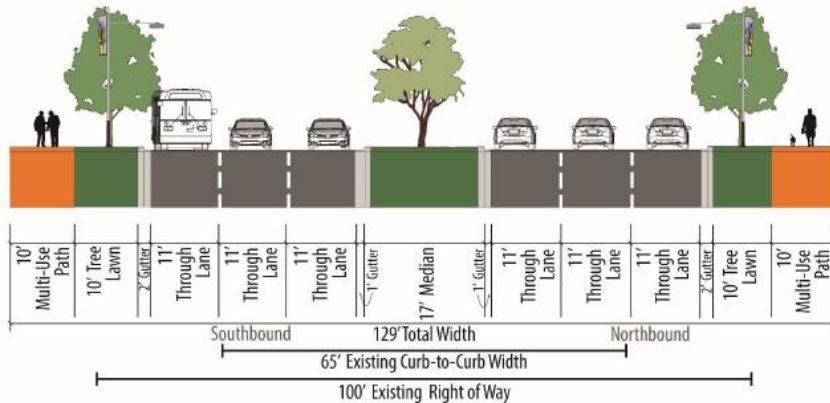 10'
Multi-Use
Path
10' Tree
Lawn
2' Gutter
11'
Through Lane
11'
Through Lane
11'
Through Lane
1' Gutter
17' Median
1' Gutter
11'
Through Lane
11'
Through Lane
11'
Through Lane
2' Gutter
10' Tree
Lawn
10'
Multi-Use
Path
Southbound
129' Total Width
Northbound
65' Existing Curb-to-Curb Width
100' Existing Right of Way